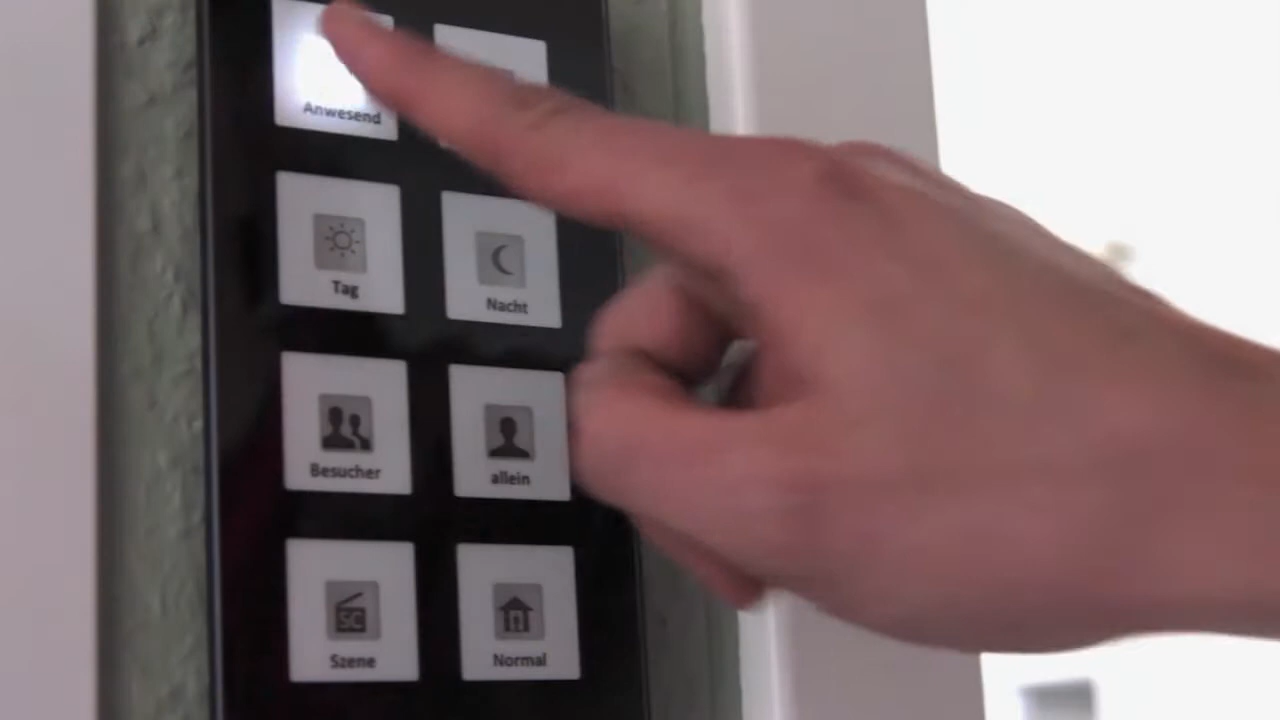 Anwesend
Tag
Nacht
Besucher
allein
SC
Szene
Normal